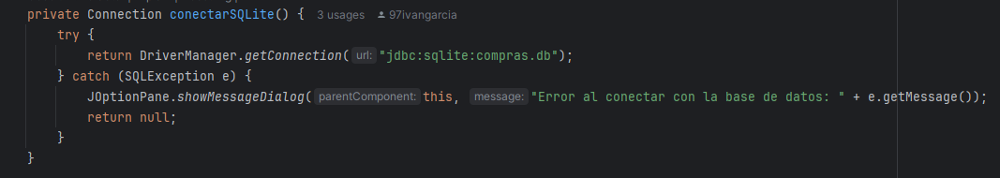 private Connection conectarSQLite() { 3 usages 97ivangarcia
try {
return DriverManager.getConnection( url: "jdbc:sqlite:compras.db");
} catch (SQLException e) {
JOptionPane.showMessageDialog( parentComponent: this, message: "Error al conectar con la base de datos: " + e.getMessage());
return null;
}
}